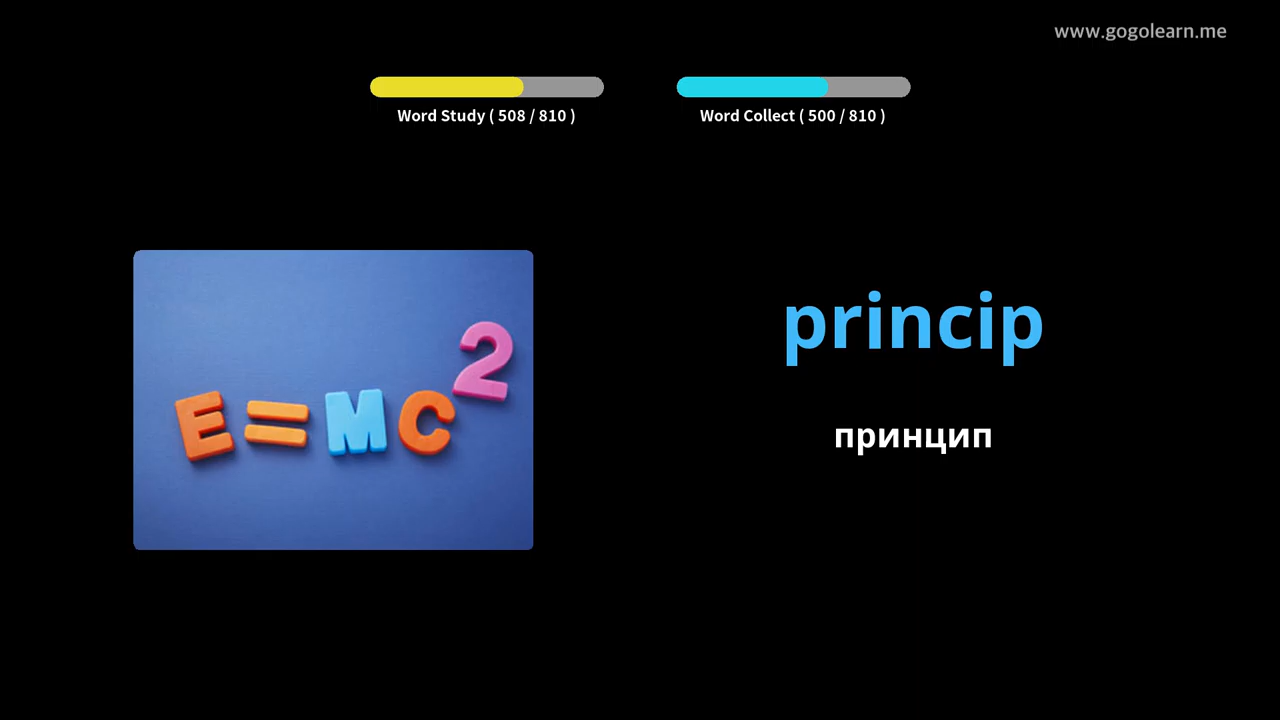 www.gogolearn.me
Word Study ( 508 / 810 )
Word Collect ( 500 / 810 )
E=MC2
princip
принцип